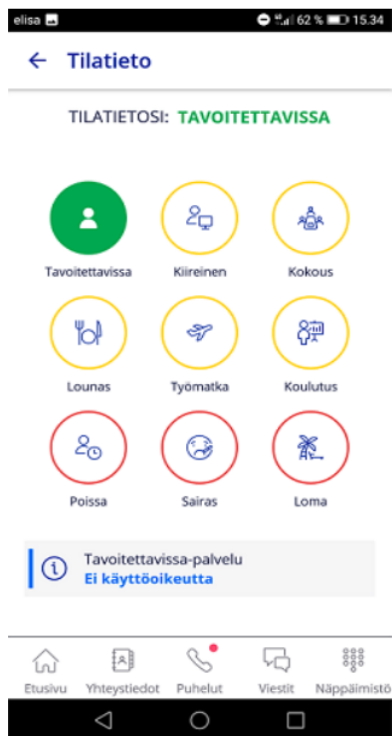 elisa 62 % 15.34
Tilatieto
TILATIETOSI: TAVOITETTAVISSA
Tavoitettavissa Kiireinen Kokous
Lounas Työmatka Koulutus
Poissa Sairas Loma
Tavoitettavissa-palvelu
Ei käyttöoikeutta
Etusivu Yhteystiedot Puhelut Viestit Näppäimistö